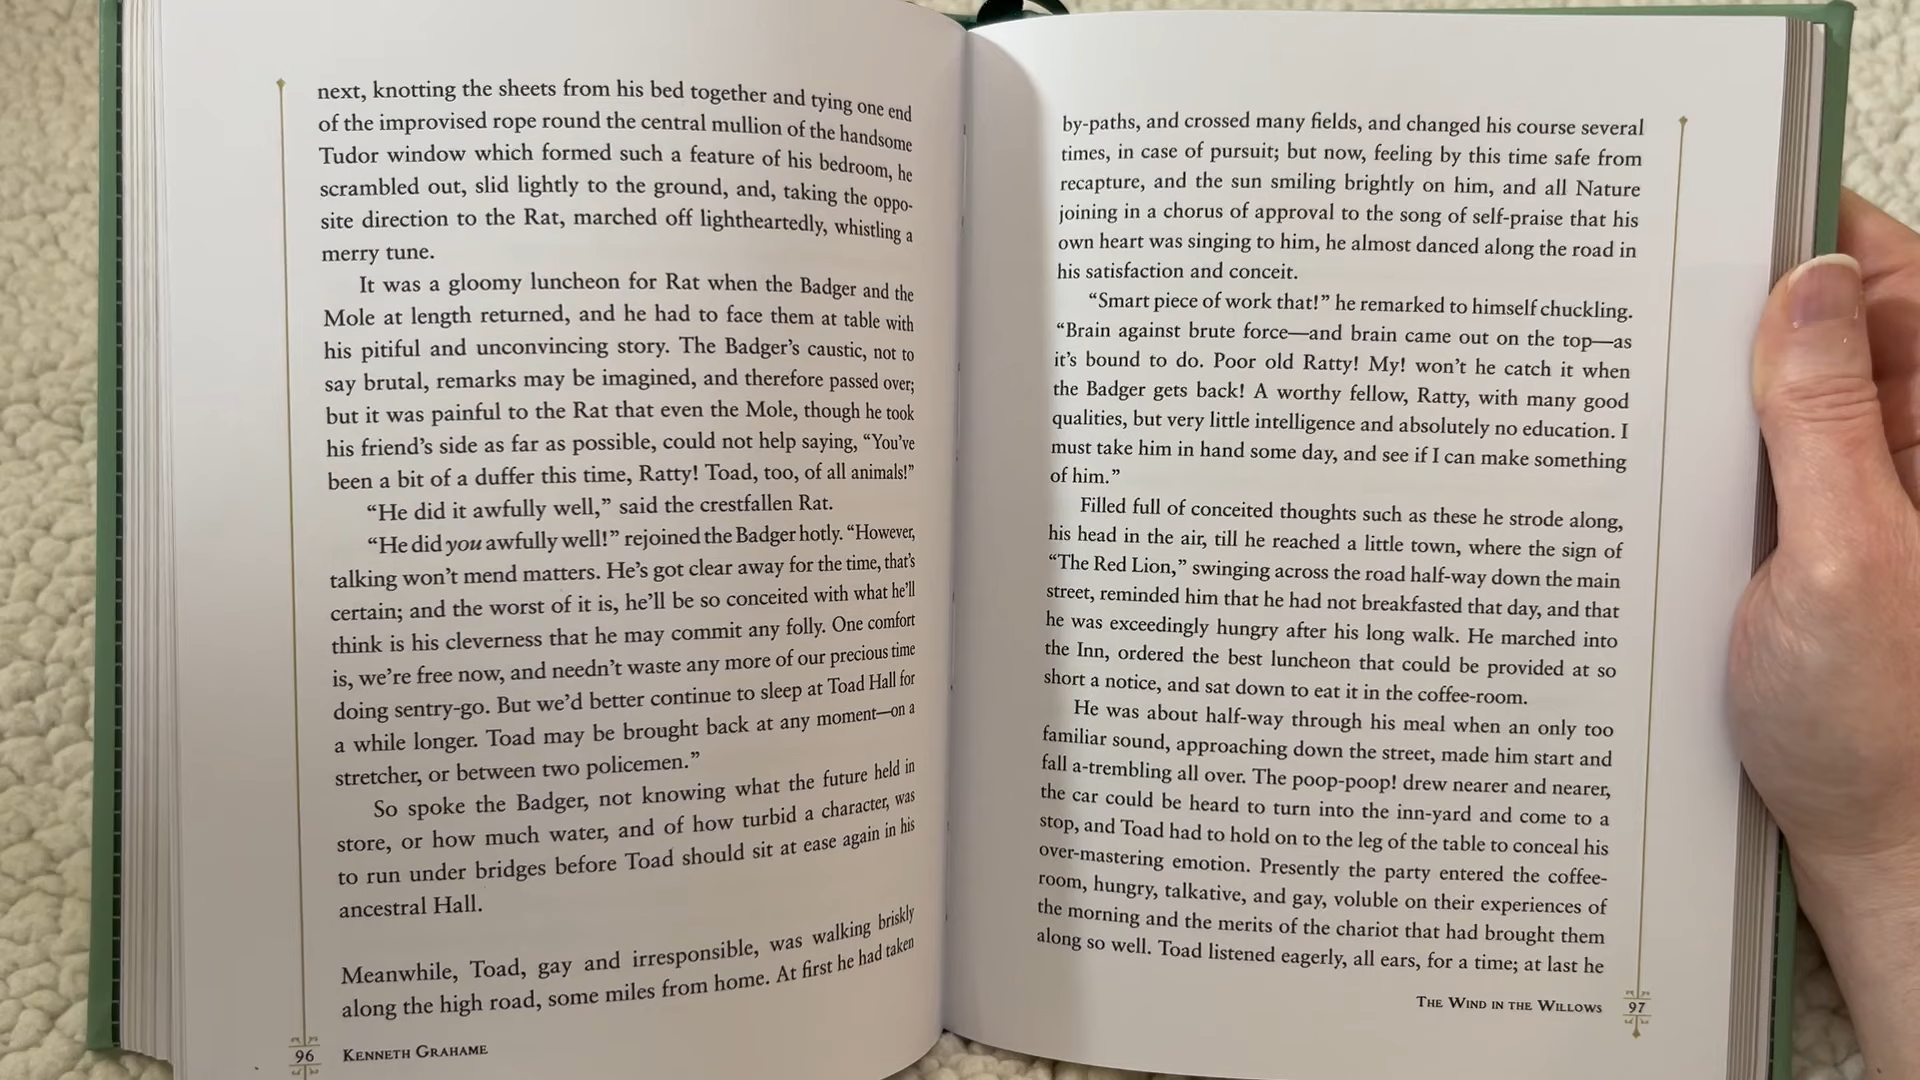 next, knotting the sheets from his bed together and tying one end
of the improvised rope round the central mullion of the handsome
Tudor window which formed such a feature of his bedroom, he
scrambled out, slid lightly to the ground, and, taking the oppo-
site direction to the Rat, marched off lightheartedly, whistling a
merry tune.
It was a gloomy luncheon for Rat when the Badger and the
Mole at length returned, and he had to face them at table with
his pitiful and unconvincing story. The Badger's caustic, not to
say brutal, remarks may be imagined, and therefore passed over;
but it was painful to the Rat that even the Mole, though he took
his friend's side as far as possible, could not help saying, “You've
been a bit of a duffer this time, Ratty! Toad, too, of all animals!”
“He did it awfully well,” said the crestfallen Rat.
“He did you awfully well!” rejoined the Badger hotly. “However,
talking won't mend matters. He's got clear away for the time, that's
certain; and the worst of it is, he'll be so conceited with what he'll
think is his cleverness that he may commit any folly. One comfort
is, we're free now, and needn't waste any more of our precious time
doing sentry-go. But we'd better continue to sleep at Toad Hall for
a while longer. Toad may be brought back at any moment—on a
stretcher, or between two policemen.”
So spoke the Badger, not knowing what the future held in
store, or how much water, and of how turbid a character, was
to run under bridges before Toad should sit at ease again in his
ancestral Hall.
Meanwhile, Toad, gay and irresponsible, was walking briskly
along the high road, some miles from home. At first he had taken
96 Kenneth Grahame
by-paths, and crossed many fields, and changed his course several
times, in case of pursuit; but now, feeling by this time safe from
recapture, and the sun smiling brightly on him, and all Nature
joining in a chorus of approval to the song of self-praise that his
own heart was singing to him, he almost danced along the road in
his satisfaction and conceit.
“Smart piece of work that!” he remarked to himself chuckling.
“Brain against brute force—and brain came out on the top—as
it's bound to do. Poor old Ratty! My! won't he catch it when
the Badger gets back! A worthy fellow, Ratty, with many good
qualities, but very little intelligence and absolutely no education. I
must take him in hand some day, and see if I can make something
of him.”
Filled full of conceited thoughts such as these he strode along,
his head in the air, till he reached a little town, where the sign of
“The Red Lion,” swinging across the road half-way down the main
street, reminded him that he had not breakfasted that day, and that
he was exceedingly hungry after his long walk. He marched into
the Inn, ordered the best luncheon that could be provided at so
short a notice, and sat down to eat it in the coffee-room.
He was about half-way through his meal when an only too
familiar sound, approaching down the street, made him start and
fall a-trembling all over. The poop-poop! drew nearer and nearer,
the car could be heard to turn into the inn-yard and come to a
stop, and Toad had to hold on to the leg of the table to conceal his
over-mastering emotion. Presently the party entered the coffee-
room, hungry, talkative, and gay, voluble on their experiences of
the morning and the merits of the chariot that had brought them
along so well. Toad listened eagerly, all ears, for a time; at last he
The Wind in the Willows 97